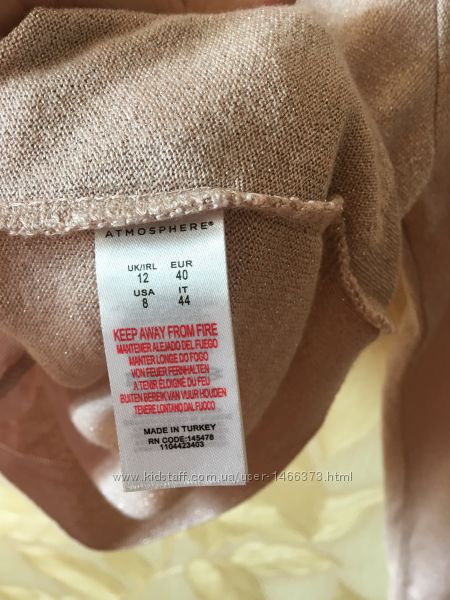 ATMOSPHERE®
UK/IRL EUR
12 40
USA IT
8 44
KEEP AWAY FROM FIRE
MANTENER ALEJADO DEL FUEGO
MANTER LONGE DO FOGO
VON FEUER FERNHALTEN
A TENIR ÉLOIGNÉ DU FEU
BUITEN BEREIK VAN VUUR HOUDEN
TENERE LONTANO DAL FUOCO
MADE IN TURKEY
RN CODE:145478
1104423403
www.kidstaff.com.ua/user-1466373.html